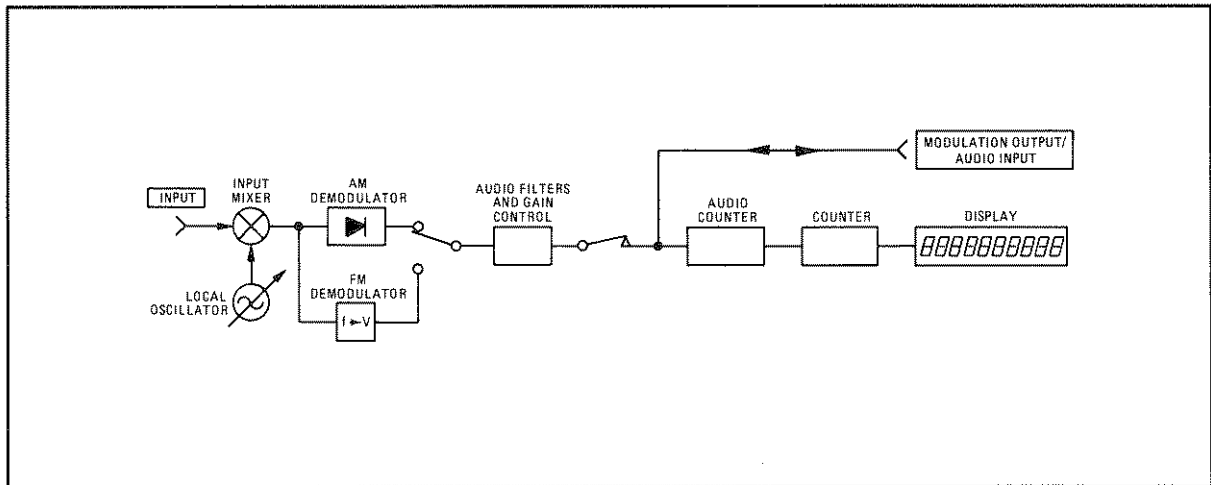 INPUT
INPUT
MIXER
LOCAL
OSCILLATOR
AM
DEMODULATOR
FM
DEMODULATOR
f V
AUDIO FILTERS
AND GAIN
CONTROL
MODULATION OUTPUT/
AUDIO INPUT
AUDIO
COUNTER
COUNTER
DISPLAY
8888888888